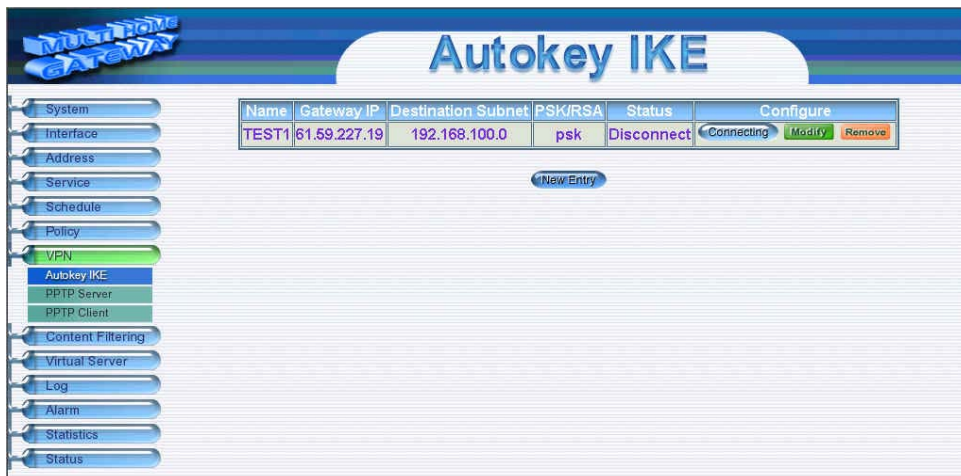 MULTI HOME
GATEWAY
Autokey IKE
System
Interface
Address
Service
Schedule
Policy
VPN
Autokey IKE
PPTP Server
PPTP Client
Content Filtering
Virtual Server
Log
Alarm
Statistics
Status
Name Gateway IP Destination Subnet PSK/RSA Status Configure
TEST1 61.59.227.19 192.168.100.0 psk Disconnect Connecting Modify Remove
New Entry